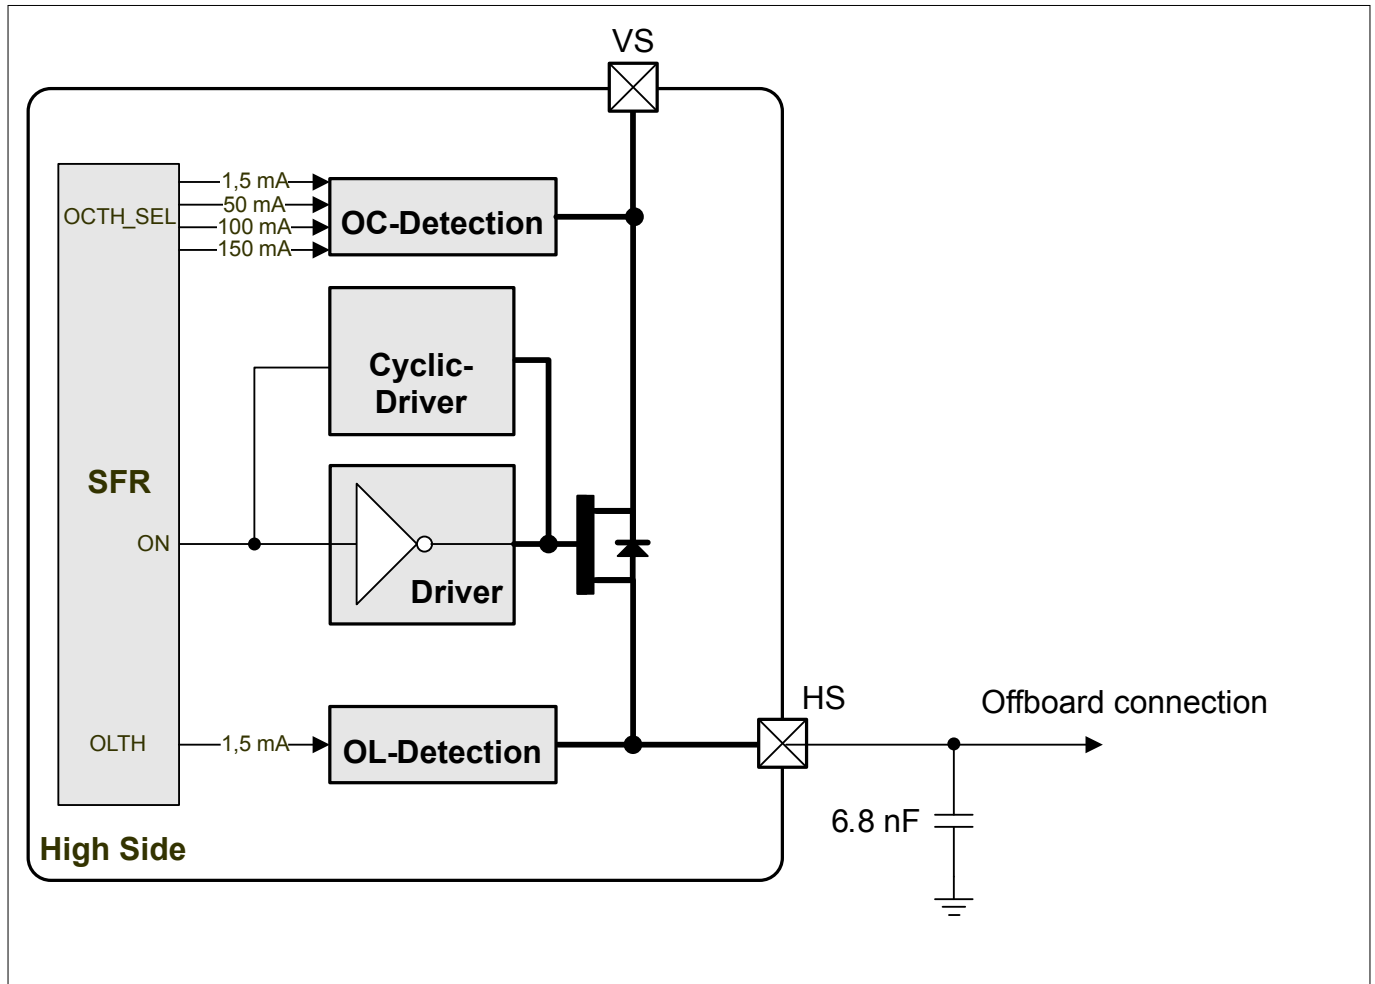 VS
1,5 mA
50 mA
100 mA
150 mA
OCTH_SEL
OC-Detection
Cyclic-
Driver
SFR
ON
Driver
HS
Offboard connection
OLTH
1,5 mA
OL-Detection
6.8 nF
High Side